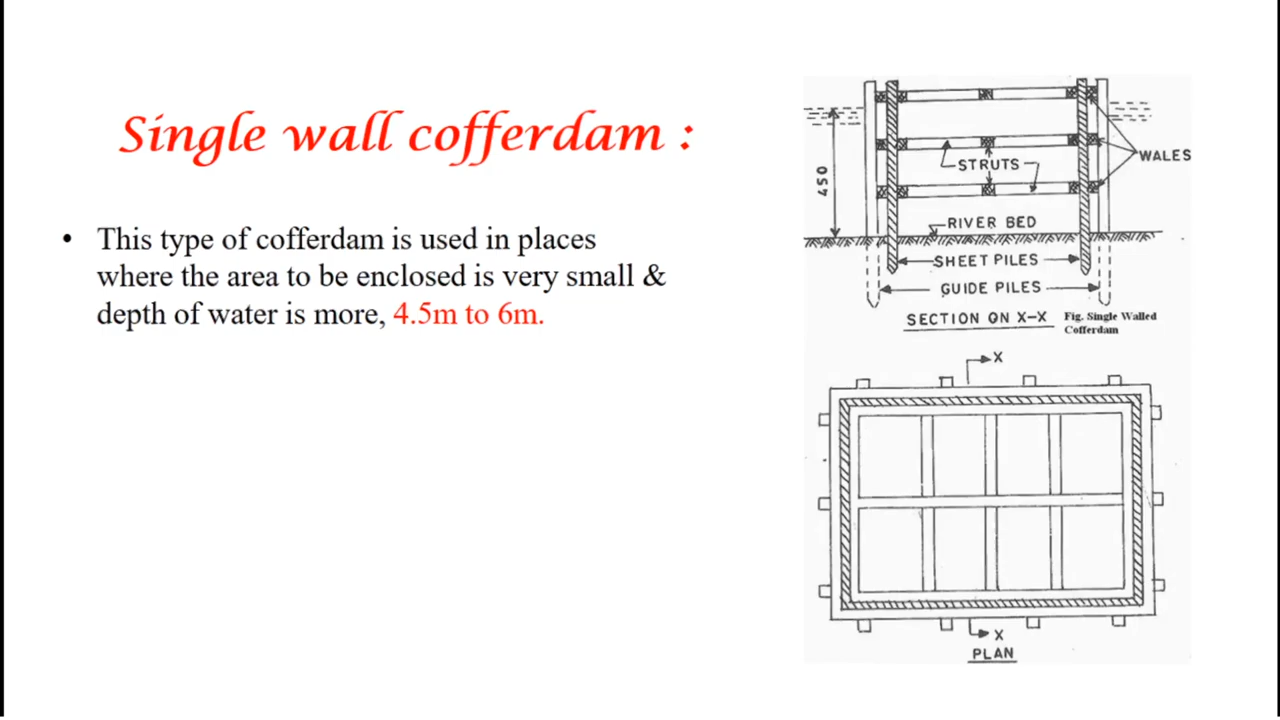 Single wall cofferdam :
• This type of cofferdam is used in places
where the area to be enclosed is very small &
depth of water is more, 4.5m to 6m.
450
STRUTS
WALES
RIVER BED
SHEET PILES
GUIDE PILES
SECTION ON X-X
Fig. Single Walled
Cofferdam
X
X
PLAN